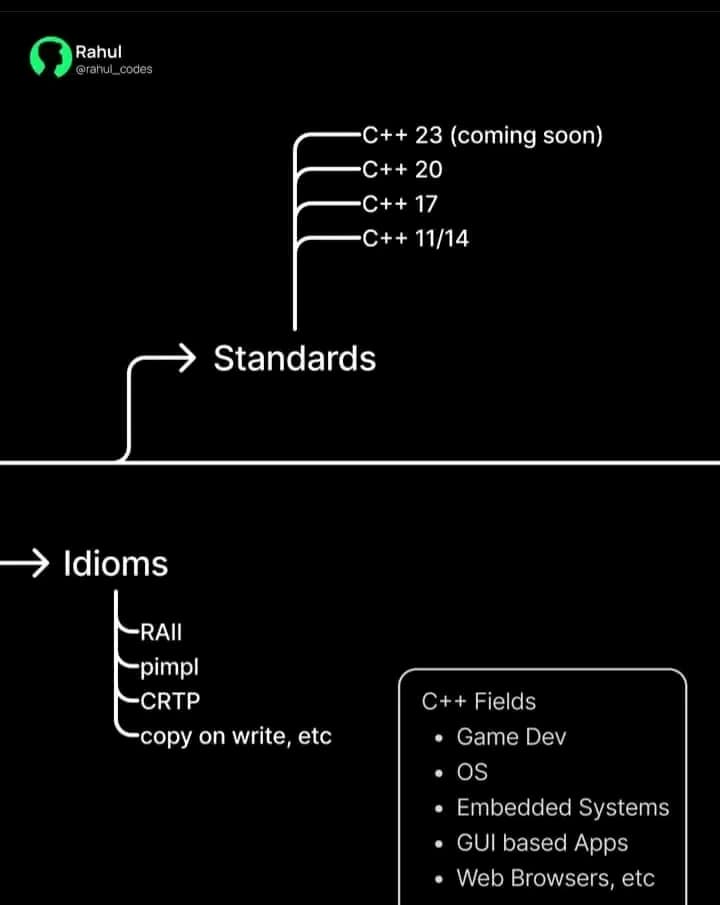 Rahul
@rahul_codes
C++ 23 (coming soon)
C++ 20
C++ 17
C++ 11/14
Standards
Idioms
RAII
pimpl
CRTP
copy on write, etc
C++ Fields
• Game Dev
• OS
• Embedded Systems
• GUI based Apps
• Web Browsers, etc